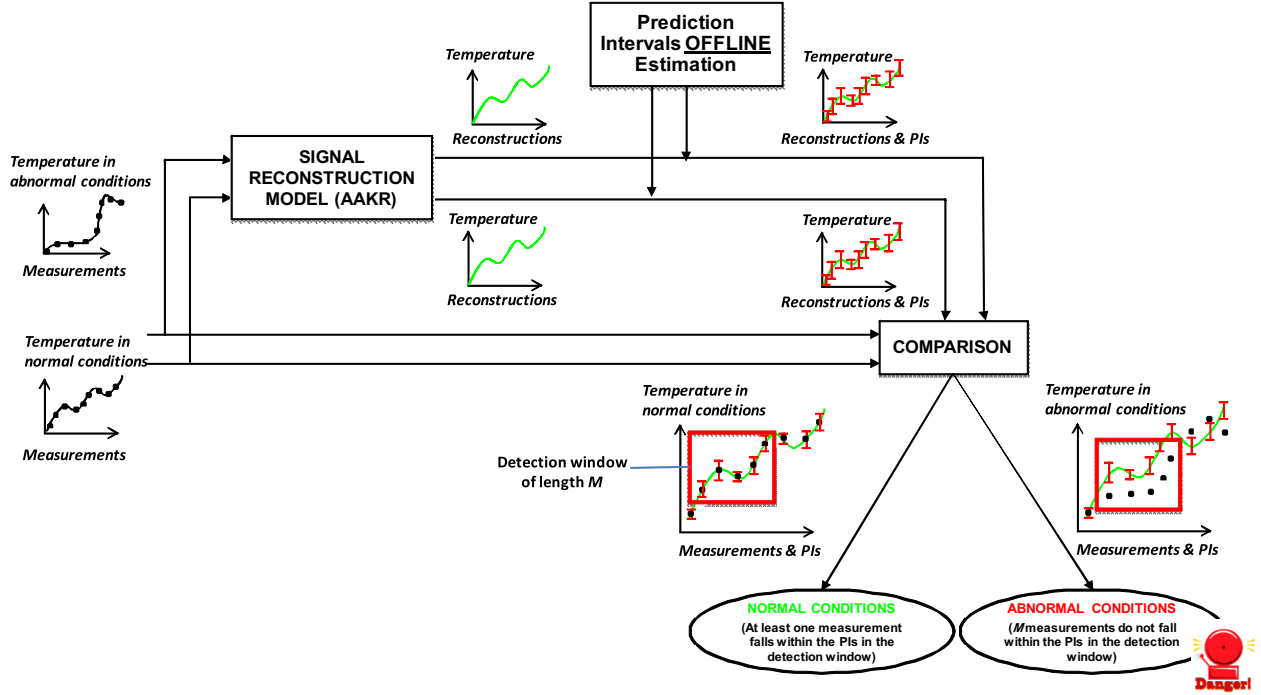 Prediction
Intervals OFFLINE
Estimation
Temperature
Reconstructions
Temperature
Reconstructions & PIs
SIGNAL
RECONSTRUCTION
MODEL (AAKR)
Temperature in
abnormal conditions
Measurements
Temperature
Reconstructions
Temperature
Reconstructions & PIs
Temperature in
normal conditions
Measurements
COMPARISON
Temperature in
normal conditions
Detection window
of length M
Measurements & PIs
Temperature in
abnormal conditions
Measurements & PIs
NORMAL CONDITIONS
(At least one measurement
falls within the PIs in the
detection window)
ABNORMAL CONDITIONS
(M measurements do not fall
within the PIs in the detection
window)
Danger!